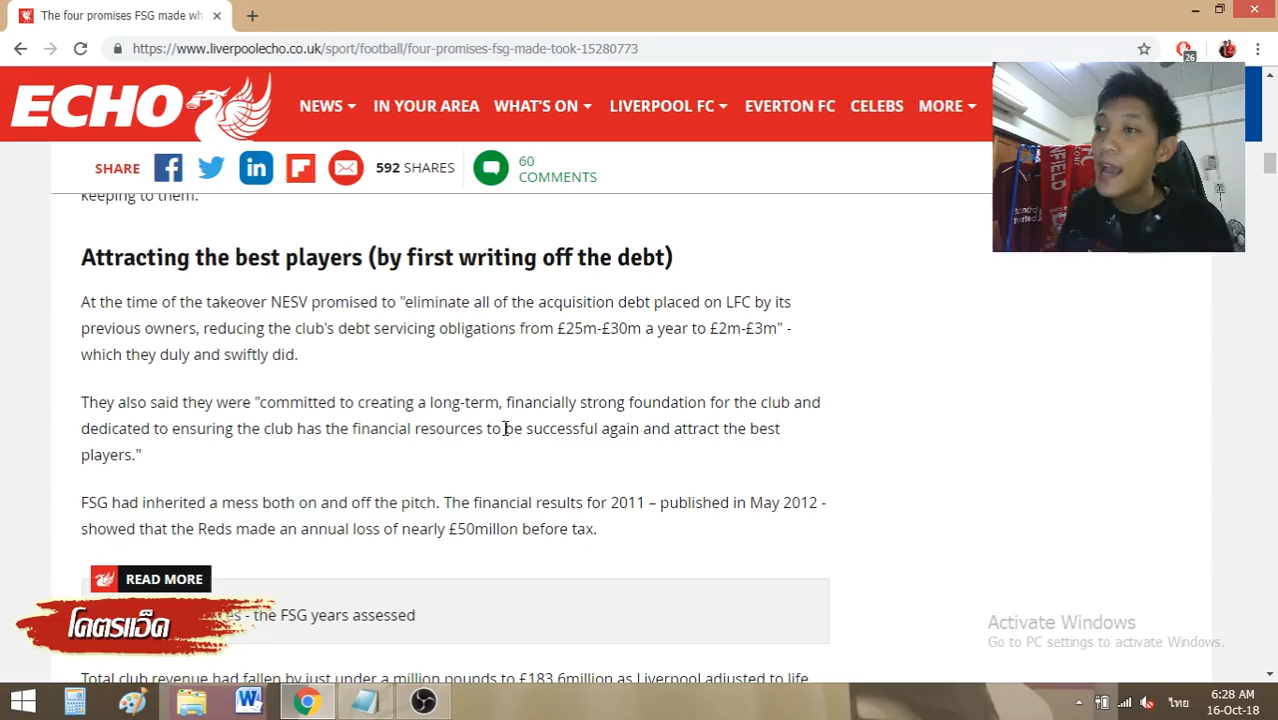 The four promises FSG made wh
https://www.liverpoolecho.co.uk/sport/football/four-promises-fsg-made-took-15280773
26
ECHO
NEWS
IN YOUR AREA
WHAT'S ON
LIVERPOOL FC
EVERTON FC
CELEBS
MORE
SHARE
592 SHARES
60
COMMENTS
keeping to them.
Attracting the best players (by first writing off the debt)
At the time of the takeover NESV promised to "eliminate all of the acquisition debt placed on LFC by its
previous owners, reducing the club's debt servicing obligations from £25m-£30m a year to £2m-£3m" -
which they duly and swiftly did.
They also said they were "committed to creating a long-term, financially strong foundation for the club and
dedicated to ensuring the club has the financial resources to be successful again and attract the best
players."
FSG had inherited a mess both on and off the pitch. The financial results for 2011 – published in May 2012 -
showed that the Reds made an annual loss of nearly £50millon before tax.
READ MORE
- the FSG years assessed
โคตรแอ็ด
Total club revenue had fallen by just under a million pounds to £183.6million as Liverpool adjusted to life
Activate Windows
Go to PC settings to activate Windows.
ไทย
6:28 AM
16-Oct-18